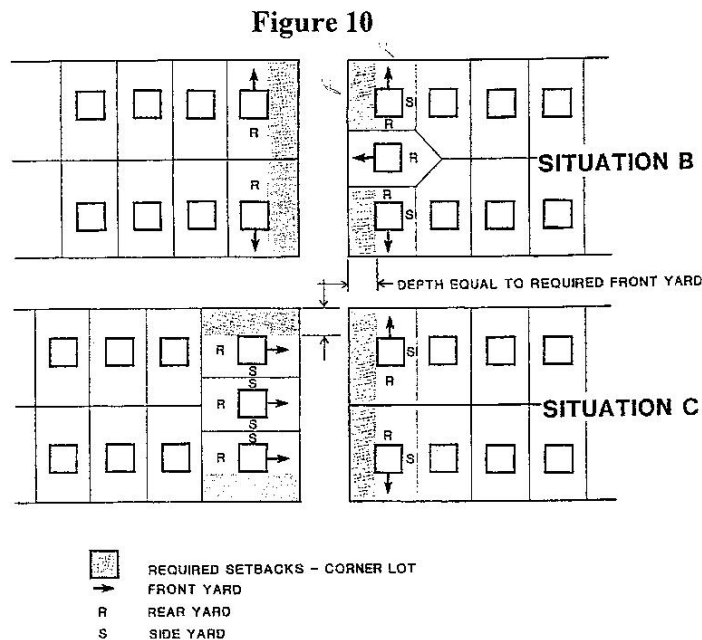 Figure 10
R
S
R
SITUATION B
R
R
R
S
DEPTH EQUAL TO REQUIRED FRONT YARD
R
S
S
R
S
R
S
R
S
SITUATION C
R
S
R
S
REQUIRED SETBACKS - CORNER LOT
FRONT YARD
R REAR YARD
S SIDE YARD